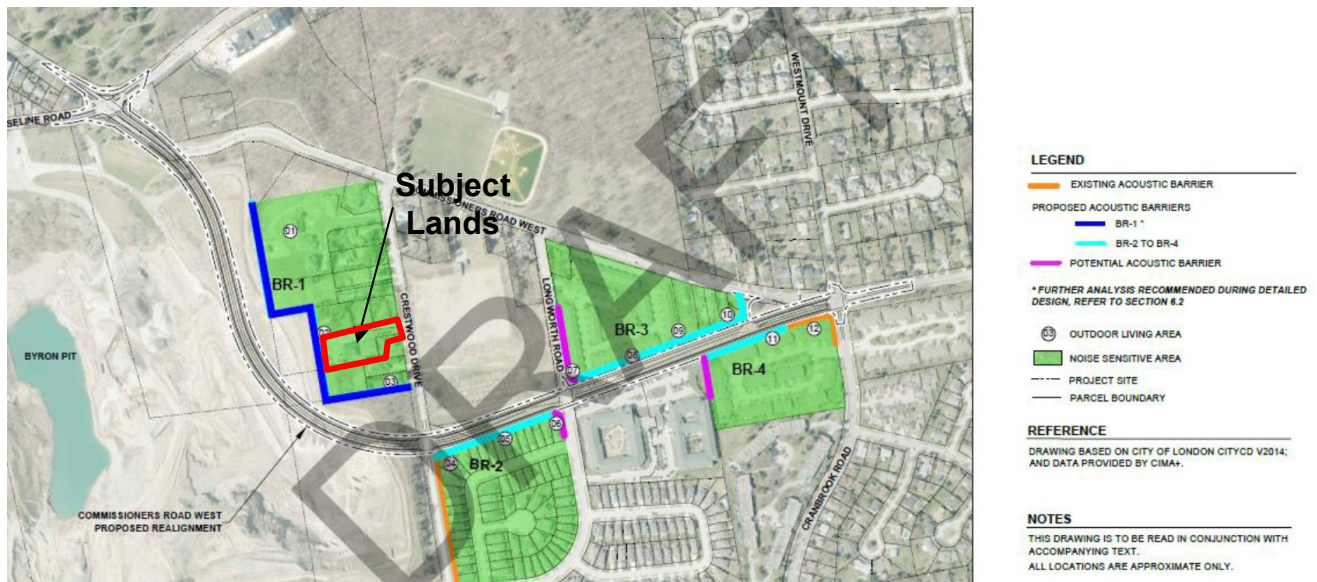 SELINE ROAD
WESTMOUNT DRIVE
Subject
Lands
OMMISSIONERS ROAD WEST
01
BR-1
CRESTWOOD DRIVE
LONGWORTH ROAD
BR-3
10
09
08
07
12
11
BR-4
BYRON PIT
03
06
05
04
BR-2
CRANBROOK ROAD
COMMISSIONERS ROAD WEST
PROPOSED REALIGNMENT
DRAFT
LEGEND
EXISTING ACOUSTIC BARRIER
PROPOSED ACOUSTIC BARRIERS
BR-1 *
BR-2 TO BR-4
POTENTIAL ACOUSTIC BARRIER
* FURTHER ANALYSIS RECOMMENDED DURING DETAILED
DESIGN, REFER TO SECTION 6.2
03 OUTDOOR LIVING AREA
NOISE SENSITIVE AREA
PROJECT SITE
PARCEL BOUNDARY
REFERENCE
DRAWING BASED ON CITY OF LONDON CITYCD V2014;
AND DATA PROVIDED BY CIMA+.
NOTES
THIS DRAWING IS TO BE READ IN CONJUNCTION WITH
ACCOMPANYING TEXT.
ALL LOCATIONS ARE APPROXIMATE ONLY.